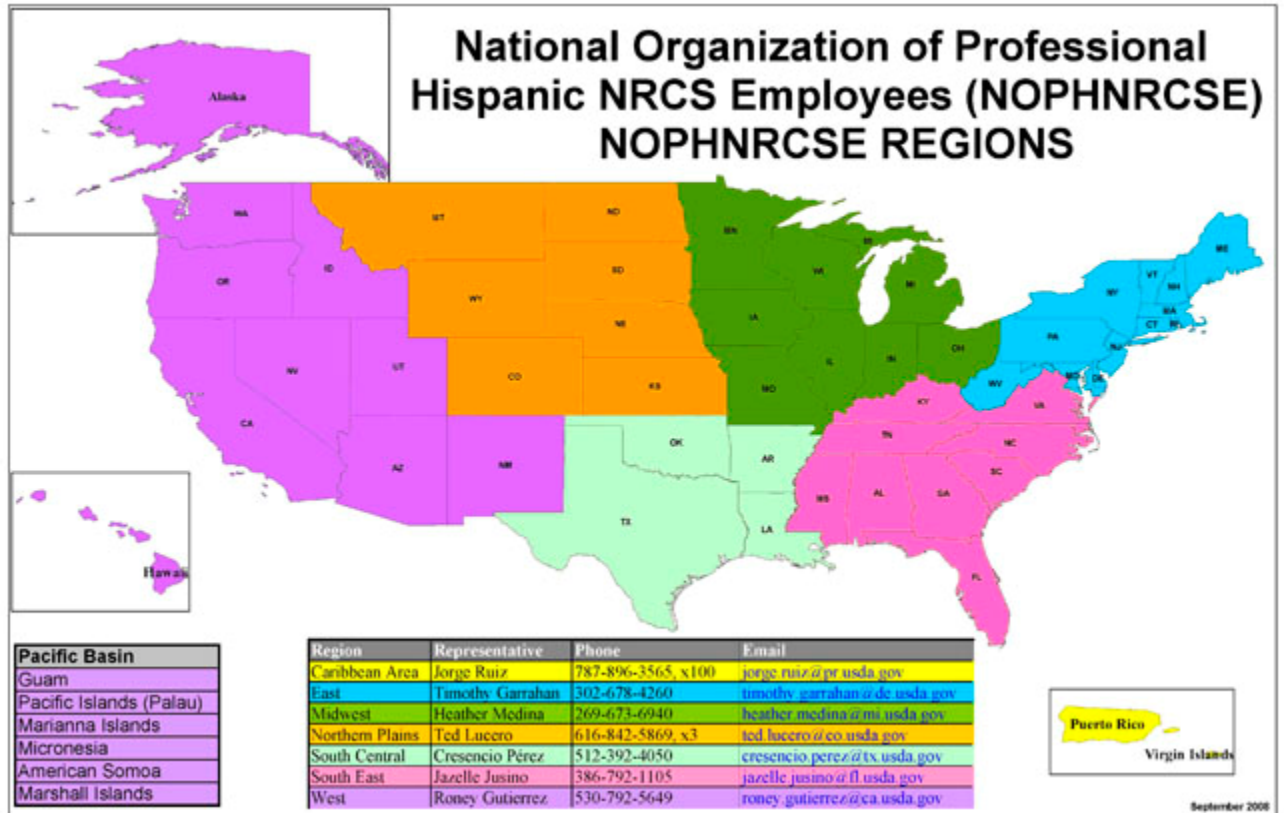 National Organization of Professional
Hispanic NRCS Employees (NOPHNRCSE)
NOPHNRCSE REGIONS
Alaska
WA
MT
ND
MN
MI
ME
OR
ID
SD
WI
MI
NY
VT
NH
MA
CT
RI
WY
IA
NE
PA
NJ
NV
UT
CO
KS
IL
IN
OH
MO
WV
MD
DE
KY
VA
CA
AZ
NM
OK
AR
TN
NC
SC
MS
AL
GA
TX
LA
FL
Hawaii
Pacific Basin
Guam
Pacific Islands (Palau)
Marianna Islands
Micronesia
American Somoa
Marshall Islands
Region Representative Phone Email
Caribbean Area Jorge Ruiz 787-896-3565, x100 jorge.ruiz@pr.usda.gov
East Timothy Garrahan 302-678-4260 timothy.garrahan@de.usda.gov
Midwest Heather Medina 269-673-6940 heather.medina@mi.usda.gov
Northern Plains Ted Lucero 616-842-5869, x3 ted.lucero@co.usda.gov
South Central Cresencio Pérez 512-392-4050 cresencio.perez@tx.usda.gov
South East Jazelle Jusino 386-792-1105 jazelle.jusino@fl.usda.gov
West Roney Gutierrez 530-792-5649 roney.gutierrez@ca.usda.gov
Puerto Rico
Virgin Islands
September 2008